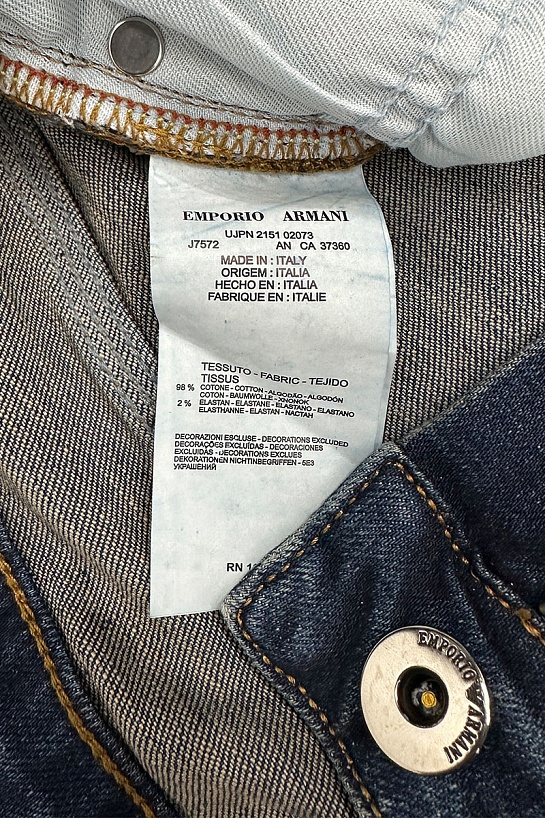 EMPORIO ARMANI
UJPN 2151 02073
J7572 AN CA 37360
MADE IN : ITALY
ORIGEM : ITALIA
HECHO EN : ITALIA
FABRIQUE EN : ITALIE
TESSUTO - FABRIC - TEJIDO
TISSUS
98 % COTONE - COTTON - ALGODÃO - ALGODÓN
COTON - BAUMWOLLE - ХЛОПОК
2 % ELASTAN - ELASTANE - ELASTANO - ELASTANO
ELASTHANNE - ELASTAN - ЛАСТАН
DECORAZIONI ESCLUSE - DECORATIONS EXCLUDED
DECORAÇÕES EXCLUÍDAS - DECORACIONES
EXCLUIDAS - DECORATIONS EXCLUES
DEKORATIONEN NICHTINBEGRIFFEN - БЕЗ
УКРАШЕНИЙ
RN
EMPORIO ARMANI